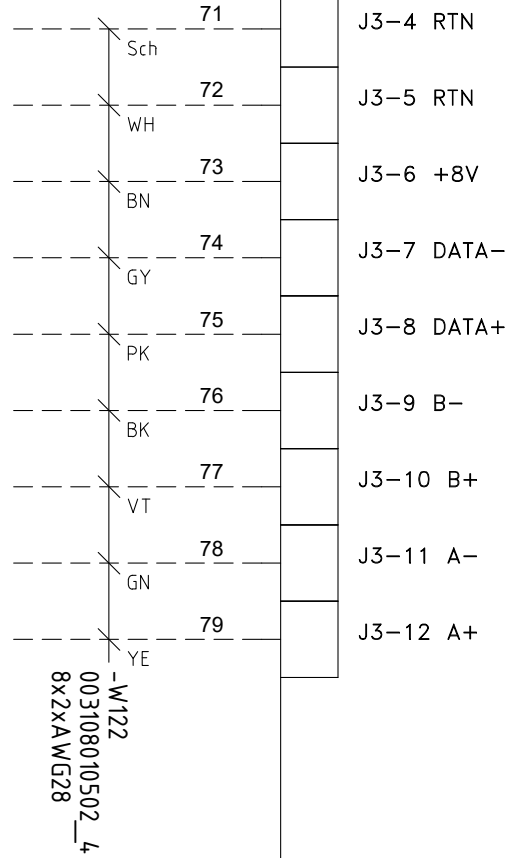 71 J3-4 RTN
Sch
72 J3-5 RTN
WH
73 J3-6 +8V
BN
74 J3-7 DATA-
GY
75 J3-8 DATA+
PK
76 J3-9 B-
BK
77 J3-10 B+
VT
78 J3-11 A-
GN
79 J3-12 A+
YE
-W122
003108010502_4
8x2xAWG28